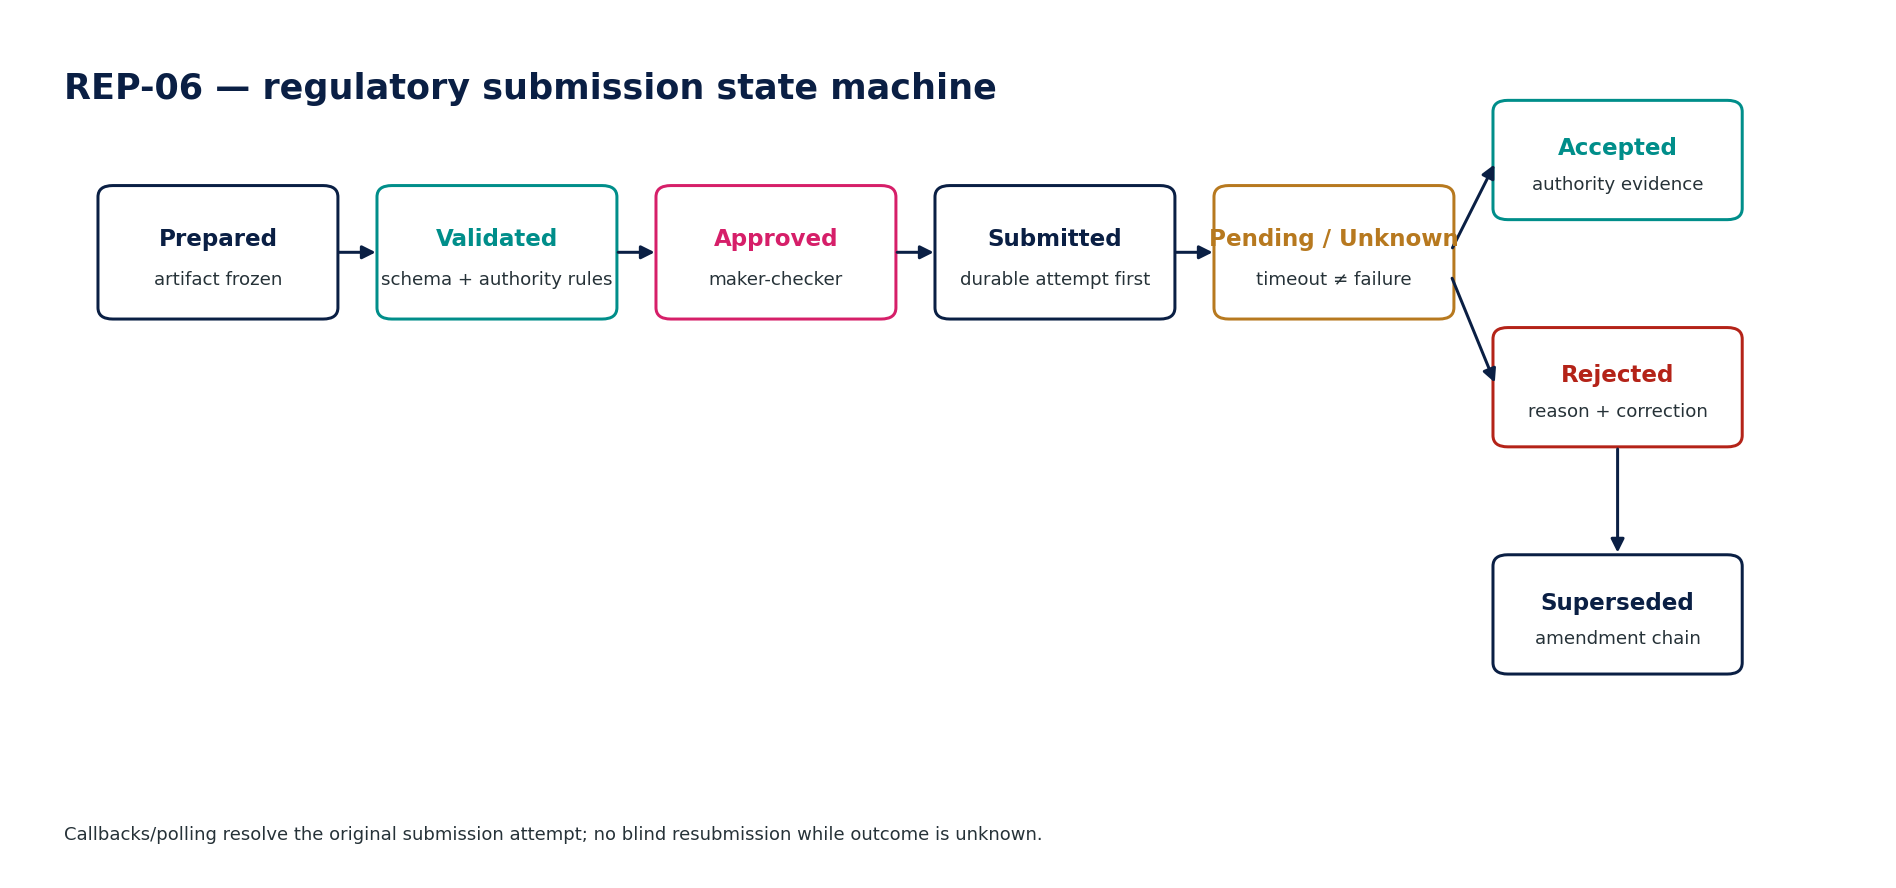 REP-06 — regulatory submission state machine
Prepared
artifact frozen
Validated
schema + authority rules
Approved
maker-checker
Submitted
durable attempt first
Pending / Unknown
timeout ≠ failure
Accepted
authority evidence
Rejected
reason + correction
Superseded
amendment chain
Callbacks/polling resolve the original submission attempt; no blind resubmission while outcome is unknown.